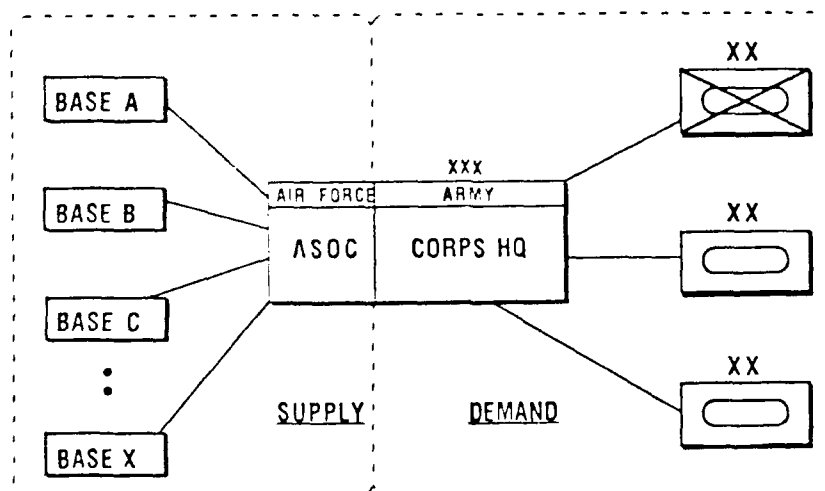 XX
BASE A
XXX
AIR FORCE
ARMY
BASE B
ASOC
CORPS HQ
XX
BASE C
XX
SUPPLY
DEMAND
BASE X